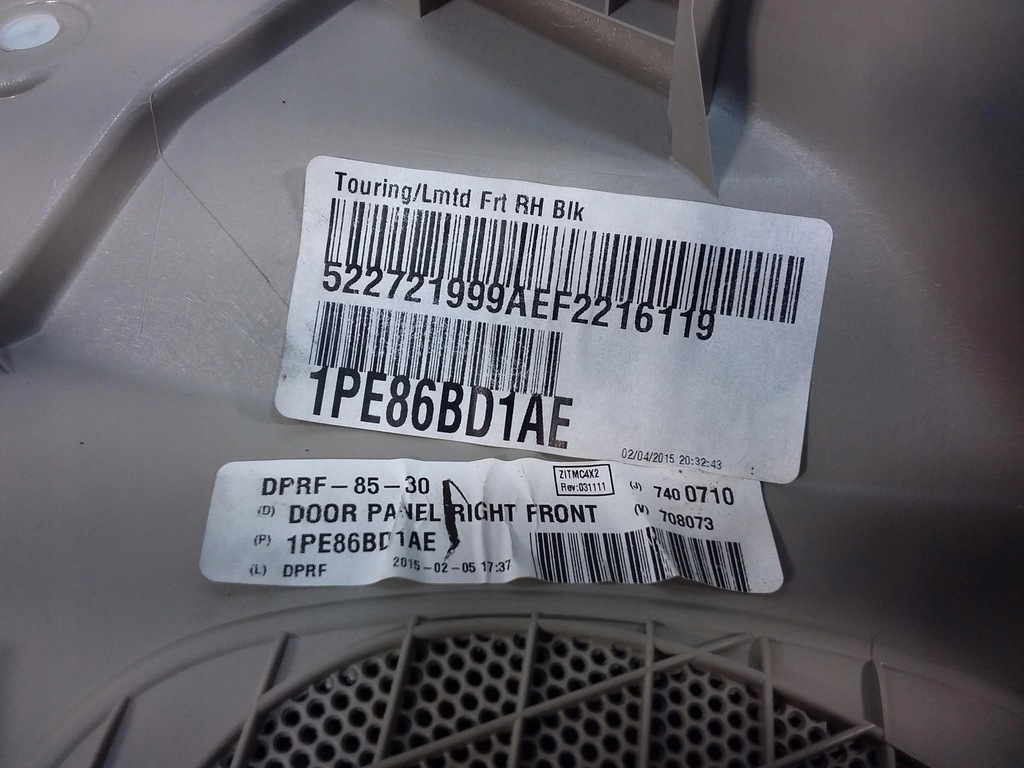 Touring/Lmtd Frt RH Blk
522721999AEF2216119
1PE86BD1AE
02/04/2015 20:32:43
DPRF-85-30
ZITMC4X2
Rev:031111
(J) 740 0710
(D) DOOR PANEL RIGHT FRONT
(V) 708073
(P) 1PE86BD1AE
(L) DPRF
2015-02-05 17:37